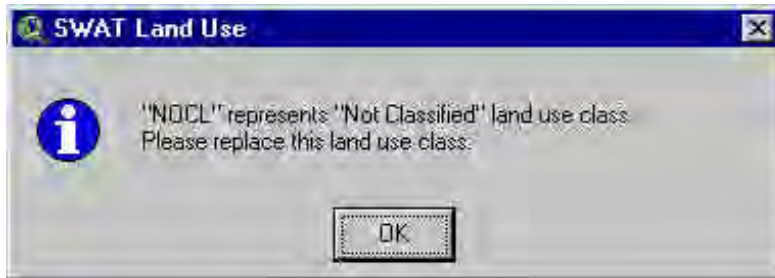 SWAT Land Use
"NOCL" represents "Not Classified" land use class.
Please replace this land use class.
OK